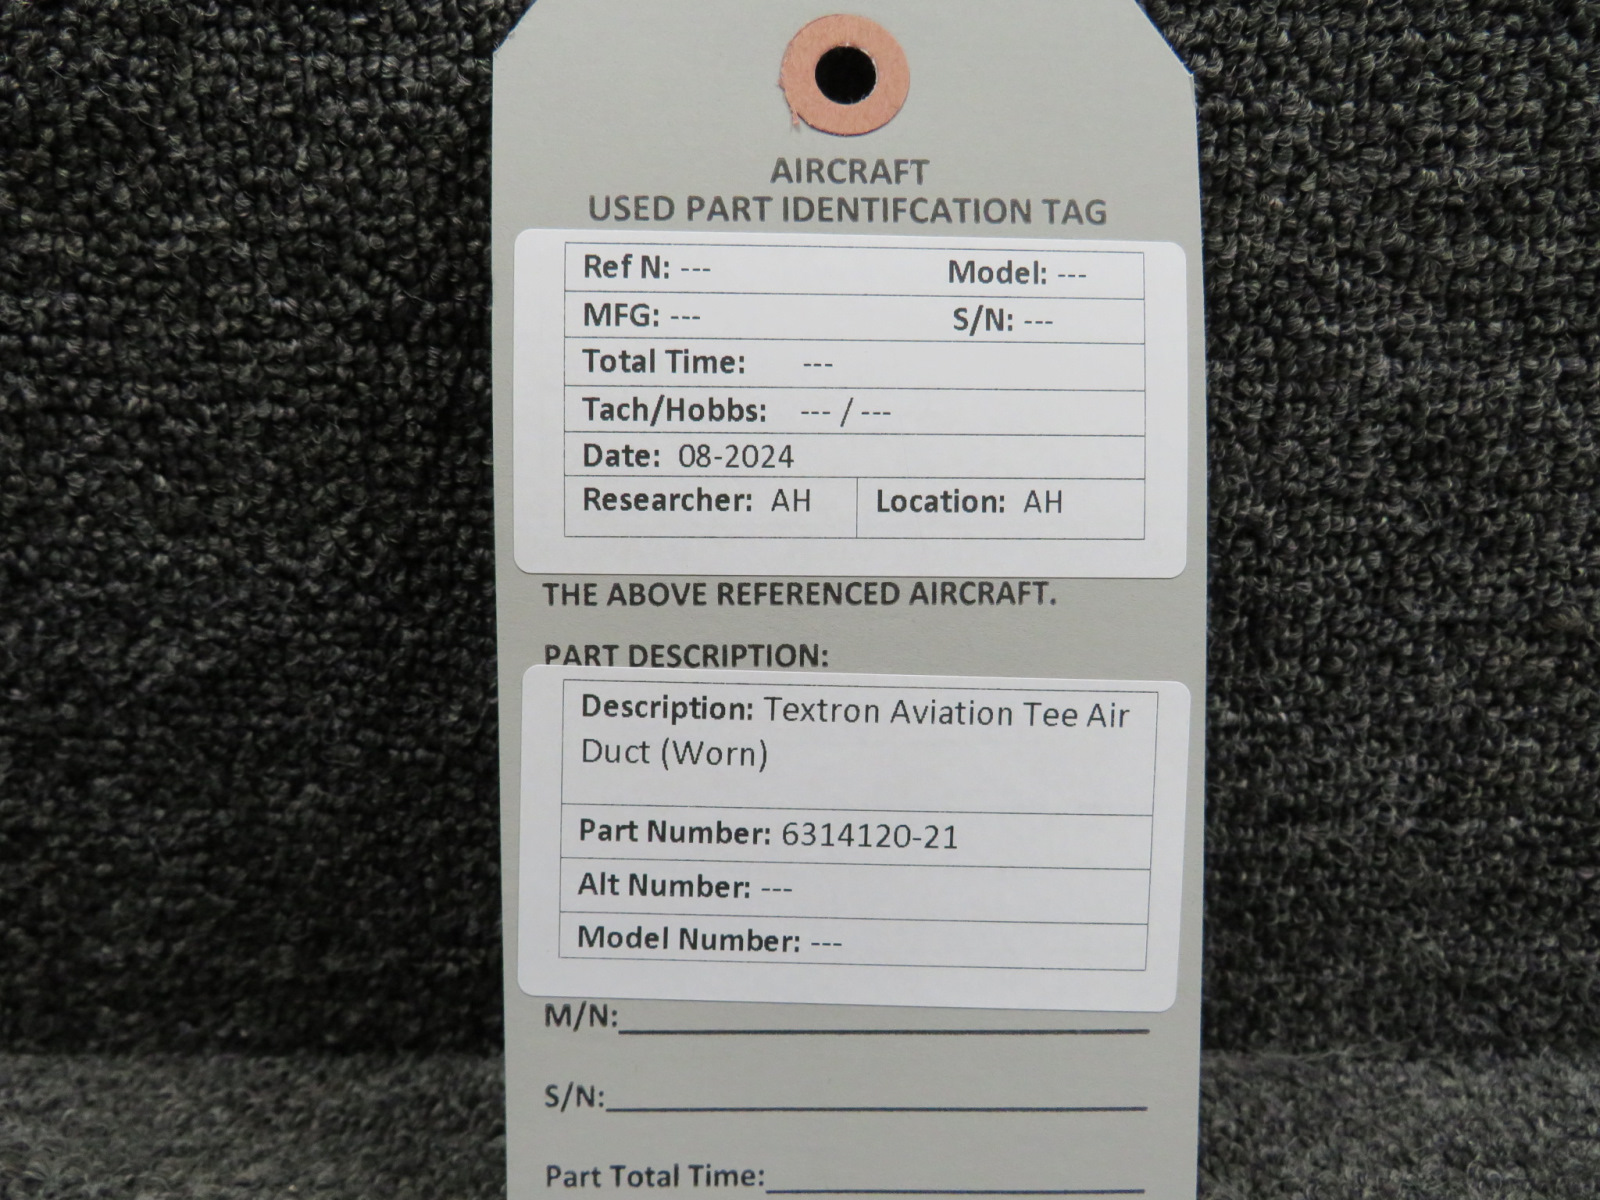 AIRCRAFT
USED PART IDENTIFCATION TAG
Ref N: --- Model: ---
MFG: --- S/N: ---
Total Time: ---
Tach/Hobbs: --- / ---
Date: 08-2024
Researcher: AH Location: AH
THE ABOVE REFERENCED AIRCRAFT.
PART DESCRIPTION:
Description: Textron Aviation Tee Air
Duct (Worn)
Part Number: 6314120-21
Alt Number: ---
Model Number: ---
M/N:
S/N:
Part Total Time: